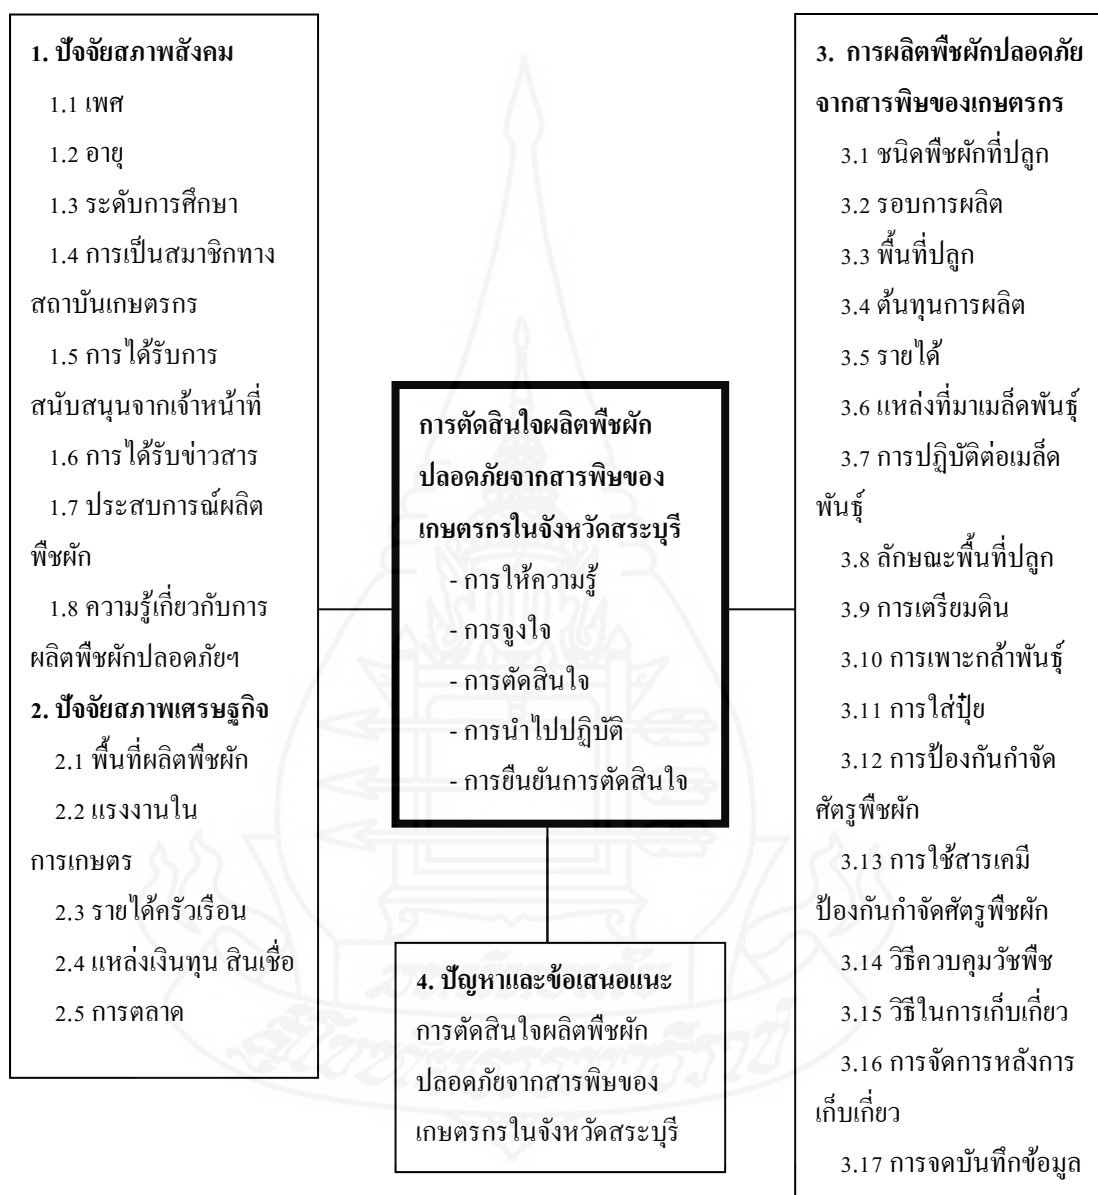 1. ปัจจัยสภาพสังคม
1.1 เพศ
1.2 อายุ
1.3 ระดับการศึกษา
1.4 การเป็นสมาชิกทาง
สถาบันเกษตรกร
1.5 การได้รับการ
สนับสนุนจากเจ้าหน้าที่
1.6 การได้รับข่าวสาร
1.7 ประสบการณ์ผลิต
พืชผัก
1.8 ความรู้เกี่ยวกับการ
ผลิตพืชผักปลอดภัยฯ
2. ปัจจัยสภาพเศรษฐกิจ
2.1 พื้นที่ผลิตพืชผัก
2.2 แรงงานใน
การเกษตร
2.3 รายได้ครัวเรือน
2.4 แหล่งเงินทุน สินเชื่อ
2.5 การตลาด
การตัดสินใจผลิตพืชผัก
ปลอดภัยจากสารพิษของ
เกษตรกรในจังหวัดสระบุรี
- การให้ความรู้
- การจูงใจ
- การตัดสินใจ
- การนำไปปฏิบัติ
- การยืนยันการตัดสินใจ
4. ปัญหาและข้อเสนอแนะ
การตัดสินใจผลิตพืชผัก
ปลอดภัยจากสารพิษของ
เกษตรกรในจังหวัดสระบุรี
3. การผลิตพืชผักปลอดภัย
จากสารพิษของเกษตรกร
3.1 ชนิดพืชผักที่ปลูก
3.2 รอบการผลิต
3.3 พื้นที่ปลูก
3.4 ต้นทุนการผลิต
3.5 รายได้
3.6 แหล่งที่มาเมล็ดพันธุ์
3.7 การปฏิบัติต่อเมล็ด
พันธุ์
3.8 ลักษณะพื้นที่ปลูก
3.9 การเตรียมดิน
3.10 การเพาะกล้าพันธุ์
3.11 การใส่ปุ๋ย
3.12 การป้องกันกำจัด
ศัตรูพืชผัก
3.13 การใช้สารเคมี
ป้องกันกำจัดศัตรูพืชผัก
3.14 วิธีควบคุมวัชพืช
3.15 วิธีในการเก็บเกี่ยว
3.16 การจัดการหลังการ
เก็บเกี่ยว
3.17 การจดบันทึกข้อมูล